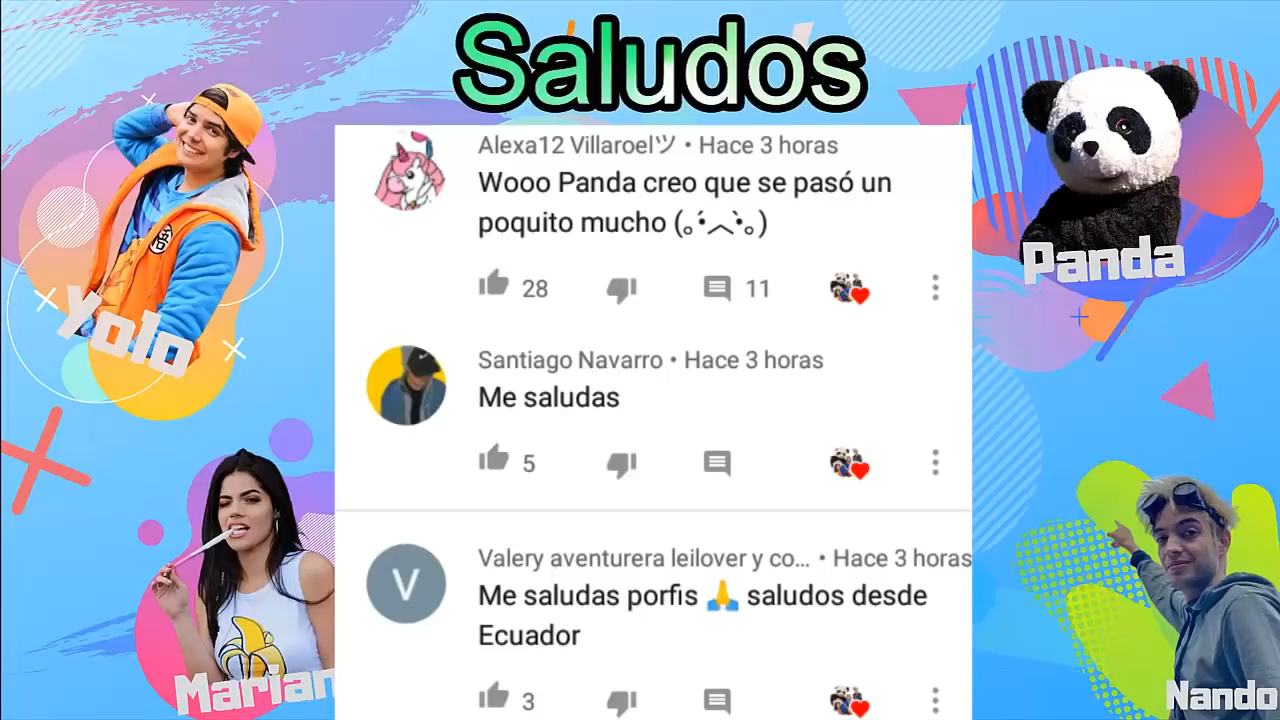 Saludos
Alexa12 Villaroelツ • Hace 3 horas
Wooo Panda creo que se pasó un
poquito mucho (｡•́︿•̀｡)
28
11
Santiago Navarro • Hace 3 horas
Me saludas
5
V
Valery aventurera leilover y co... • Hace 3 horas
Me saludas porfis 🙏 saludos desde
Ecuador
3
Yolo
Panda
Marian
Nando